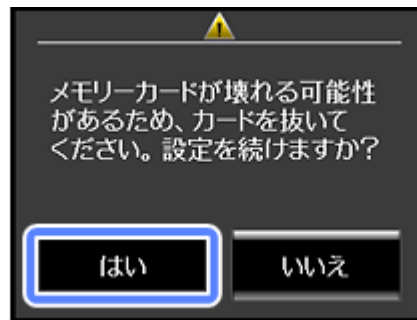 メモリーカードが壊れる可能性
があるため、カードを抜いて
ください。設定を続けますか?
はい いいえ